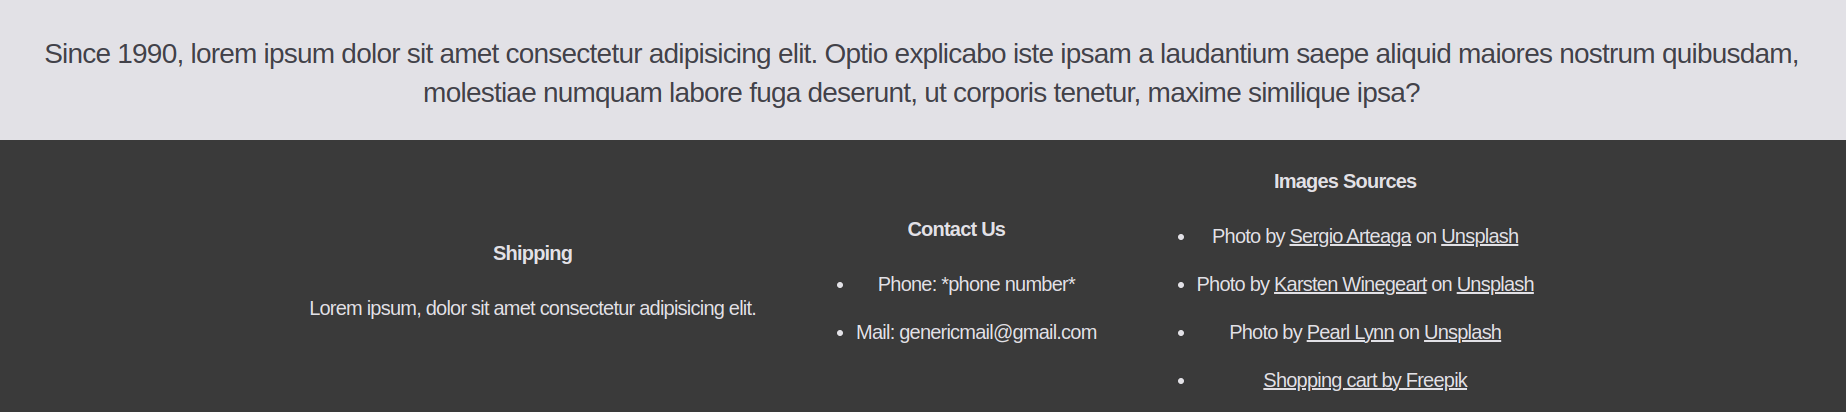 Since 1990, lorem ipsum dolor sit amet consectetur adipisicing elit. Optio explicabo iste ipsam a laudantium saepe aliquid maiores nostrum quibusdam,
molestiae numquam labore fuga deserunt, ut corporis tenetur, maxime similique ipsa?
Shipping
Lorem ipsum, dolor sit amet consectetur adipisicing elit.
Contact Us
• Phone: *phone number*
• Mail: genericmail@gmail.com
Images Sources
• Photo by Sergio Arteaga on Unsplash
• Photo by Karsten Winegeart on Unsplash
• Photo by Pearl Lynn on Unsplash
• Shopping cart by Freepik